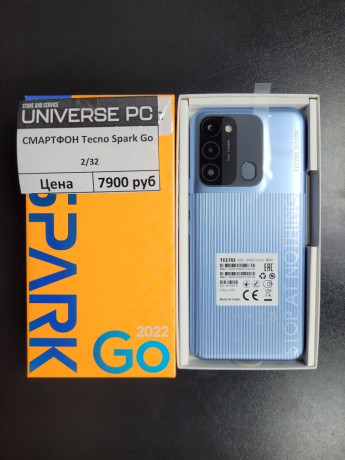 STORE AND SERVICE
UNIVERSE PC
СМАРТФОН Tecno Spark Go
2/32
Цена 7900 руб
SPARK
2022
Go
TECNO
STOP AT NOTHING